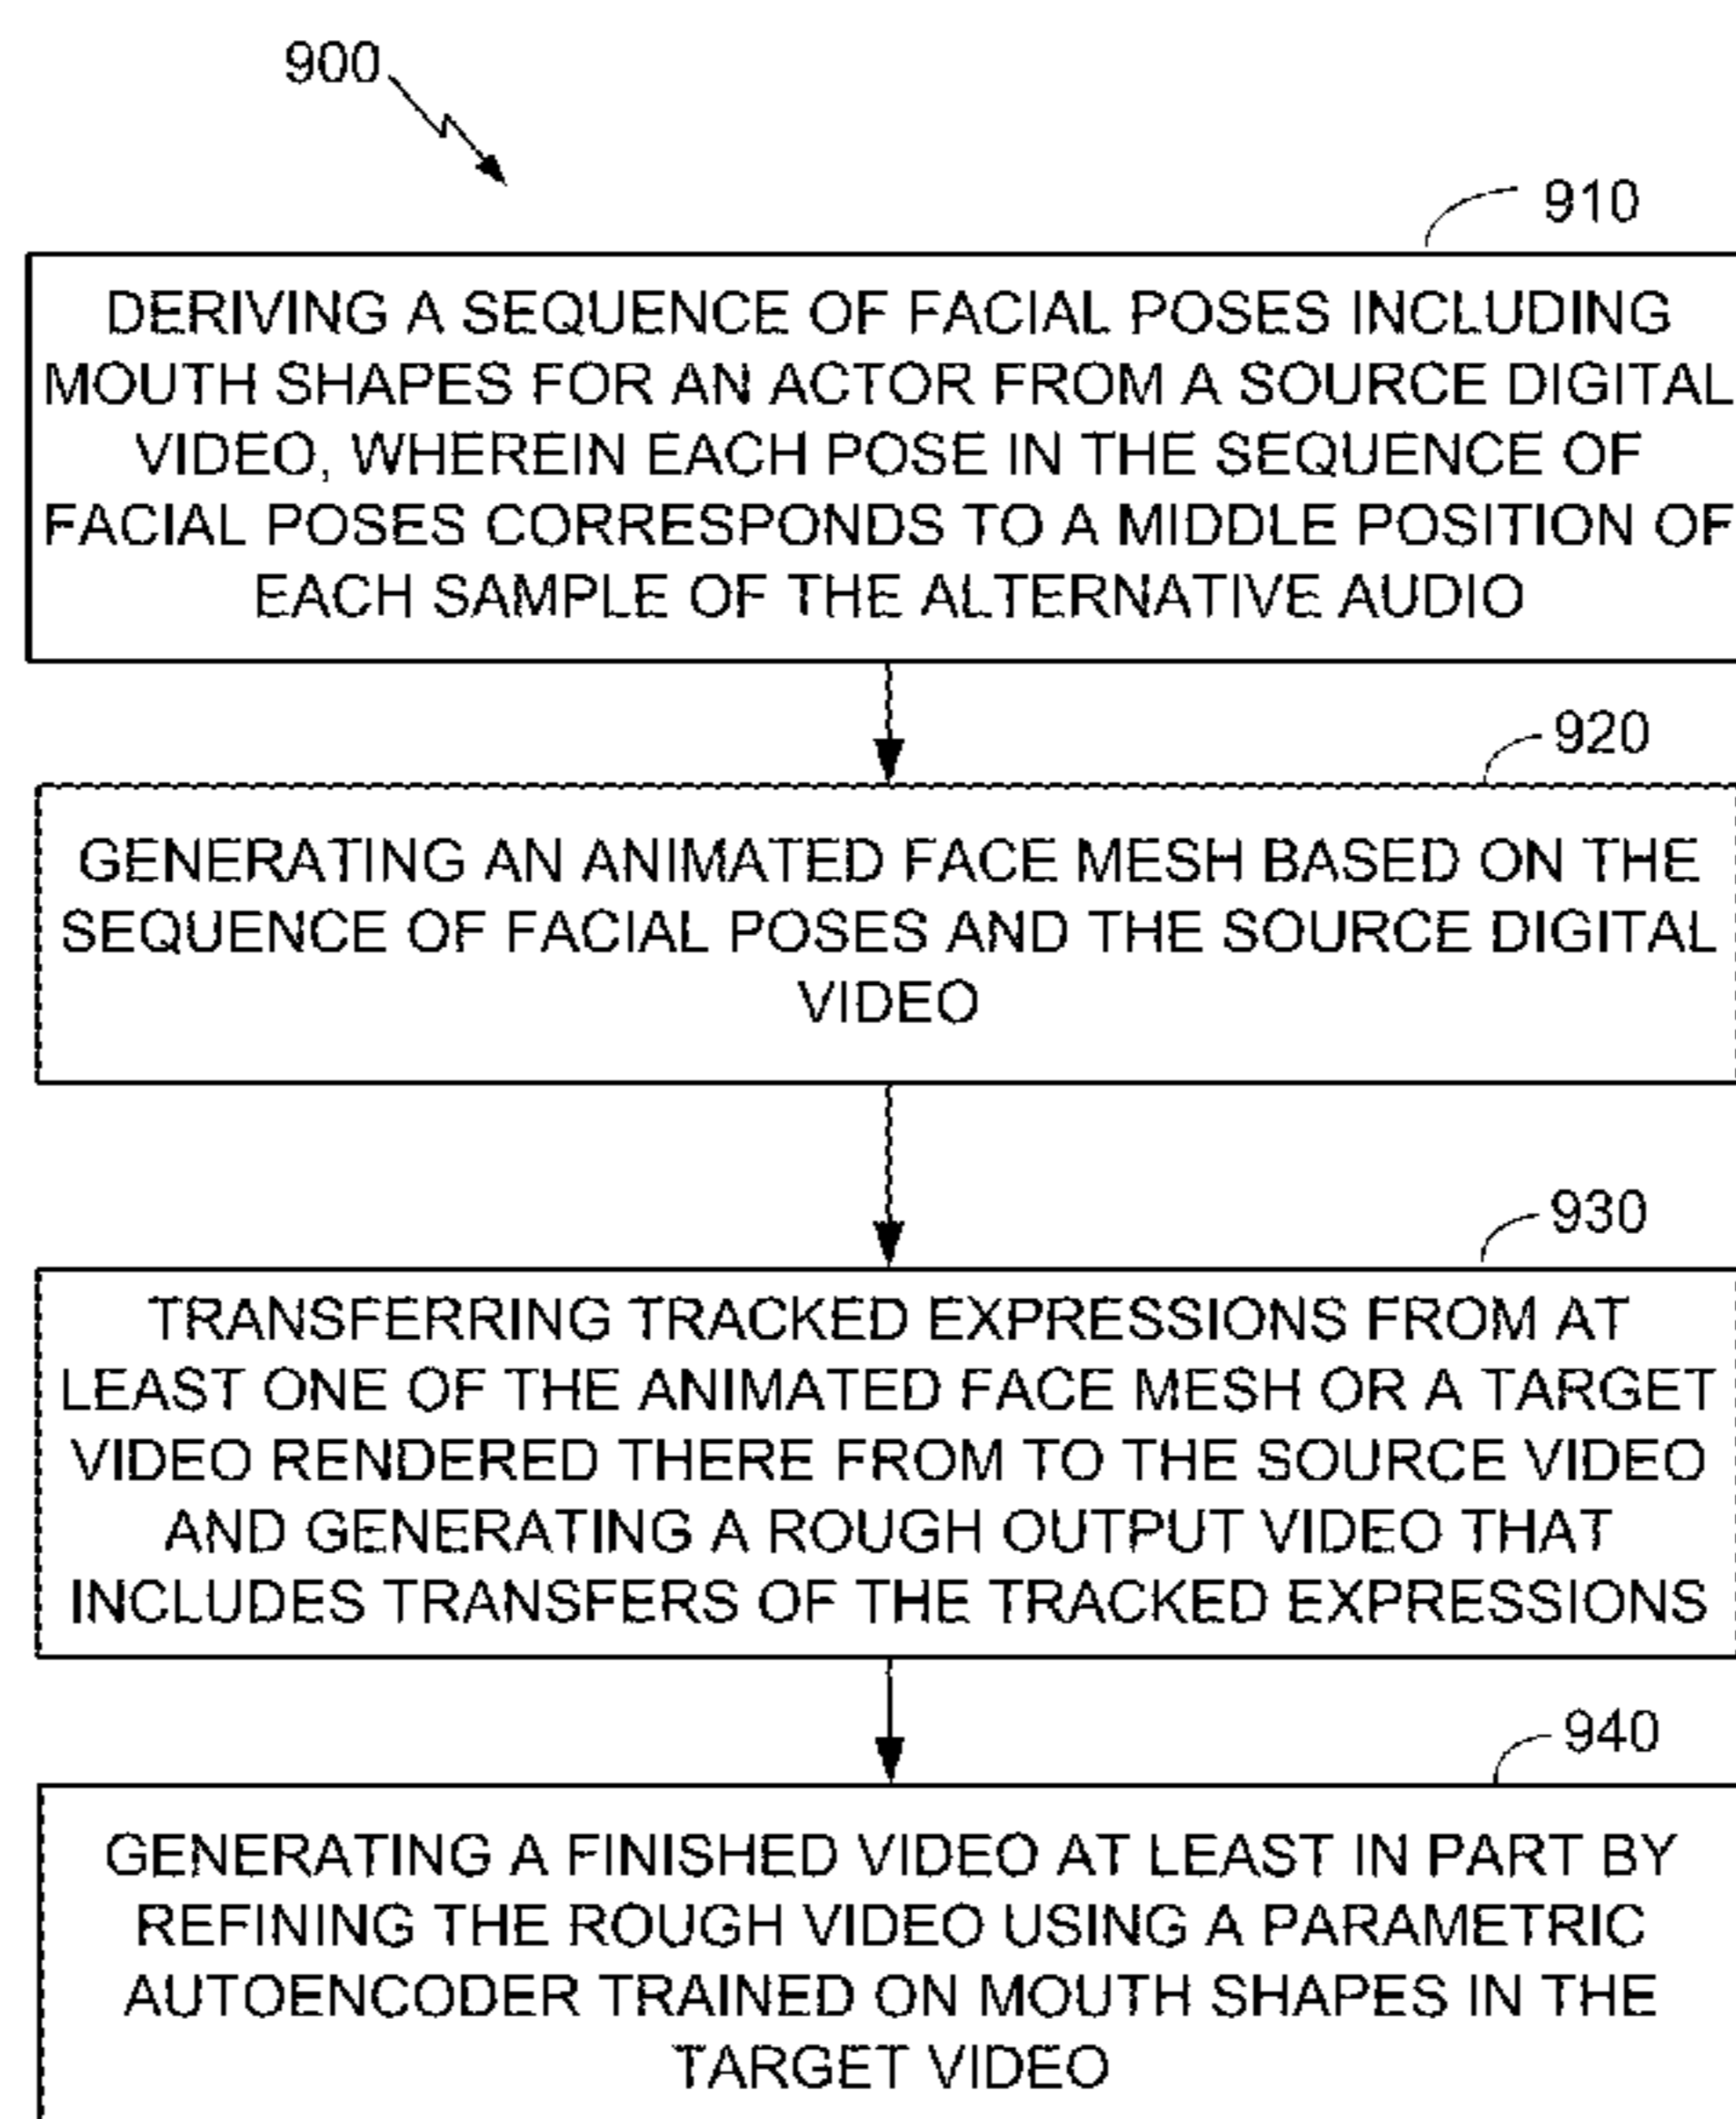 900
910
DERIVING A SEQUENCE OF FACIAL POSES INCLUDING
MOUTH SHAPES FOR AN ACTOR FROM A SOURCE DIGITAL
VIDEO, WHEREIN EACH POSE IN THE SEQUENCE OF
FACIAL POSES CORRESPONDS TO A MIDDLE POSITION OF
EACH SAMPLE OF THE ALTERNATIVE AUDIO
920
GENERATING AN ANIMATED FACE MESH BASED ON THE
SEQUENCE OF FACIAL POSES AND THE SOURCE DIGITAL
VIDEO
930
TRANSFERRING TRACKED EXPRESSIONS FROM AT
LEAST ONE OF THE ANIMATED FACE MESH OR A TARGET
VIDEO RENDERED THERE FROM TO THE SOURCE VIDEO
AND GENERATING A ROUGH OUTPUT VIDEO THAT
INCLUDES TRANSFERS OF THE TRACKED EXPRESSIONS
940
GENERATING A FINISHED VIDEO AT LEAST IN PART BY
REFINING THE ROUGH VIDEO USING A PARAMETRIC
AUTOENCODER TRAINED ON MOUTH SHAPES IN THE
TARGET VIDEO